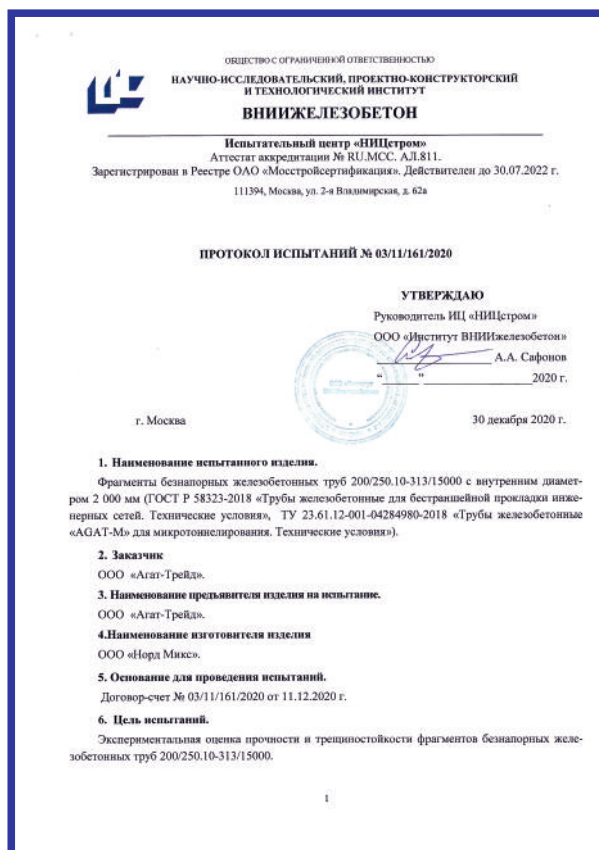 ОБЩЕСТВО С ОГРАНИЧЕННОЙ ОТВЕТСТВЕННОСТЬЮ
НАУЧНО-ИССЛЕДОВАТЕЛЬСКИЙ, ПРОЕКТНО-КОНСТРУКТОРСКИЙ
И ТЕХНОЛОГИЧЕСКИЙ ИНСТИТУТ
ВНИИЖЕЛЕЗОБЕТОН
Испытательный центр «НИЦстром»
Аттестат аккредитации № RU.МСС. АЛ.811.
Зарегистрирован в Реестре ОАО «Мосстройсертификация». Действителен до 30.07.2022 г.
111394, Москва, ул. 2-я Владимирская, д. 62а
ПРОТОКОЛ ИСПЫТАНИЙ № 03/11/161/2020
УТВЕРЖДАЮ
Руководитель ИЦ «НИЦстром»
ООО «Институт ВНИИжелезобетон»
А.А. Сафонов
“______”__________________2020 г.
г. Москва 30 декабря 2020 г.
1. Наименование испытанного изделия.
Фрагменты безнапорных железобетонных труб 200/250.10-313/15000 с внутренним диамет-
ром 2 000 мм (ГОСТ Р 58323-2018 «Трубы железобетонные для бестраншейной прокладки инже-
нерных сетей. Технические условия», ТУ 23.61.12-001-04284980-2018 «Трубы железобетонные
«AGAT-M» для микротоннелирования. Технические условия»).
2. Заказчик
ООО «Агат-Трейд».
3. Наименование предъявителя изделия на испытание.
ООО «Агат-Трейд».
4.Наименование изготовителя изделия
ООО «Норд Микс».
5. Основание для проведения испытаний.
Договор-счет № 03/11/161/2020 от 11.12.2020 г.
6. Цель испытаний.
Экспериментальная оценка прочности и трещиностойкости фрагментов безнапорных желе-
зобетонных труб 200/250.10-313/15000.
1